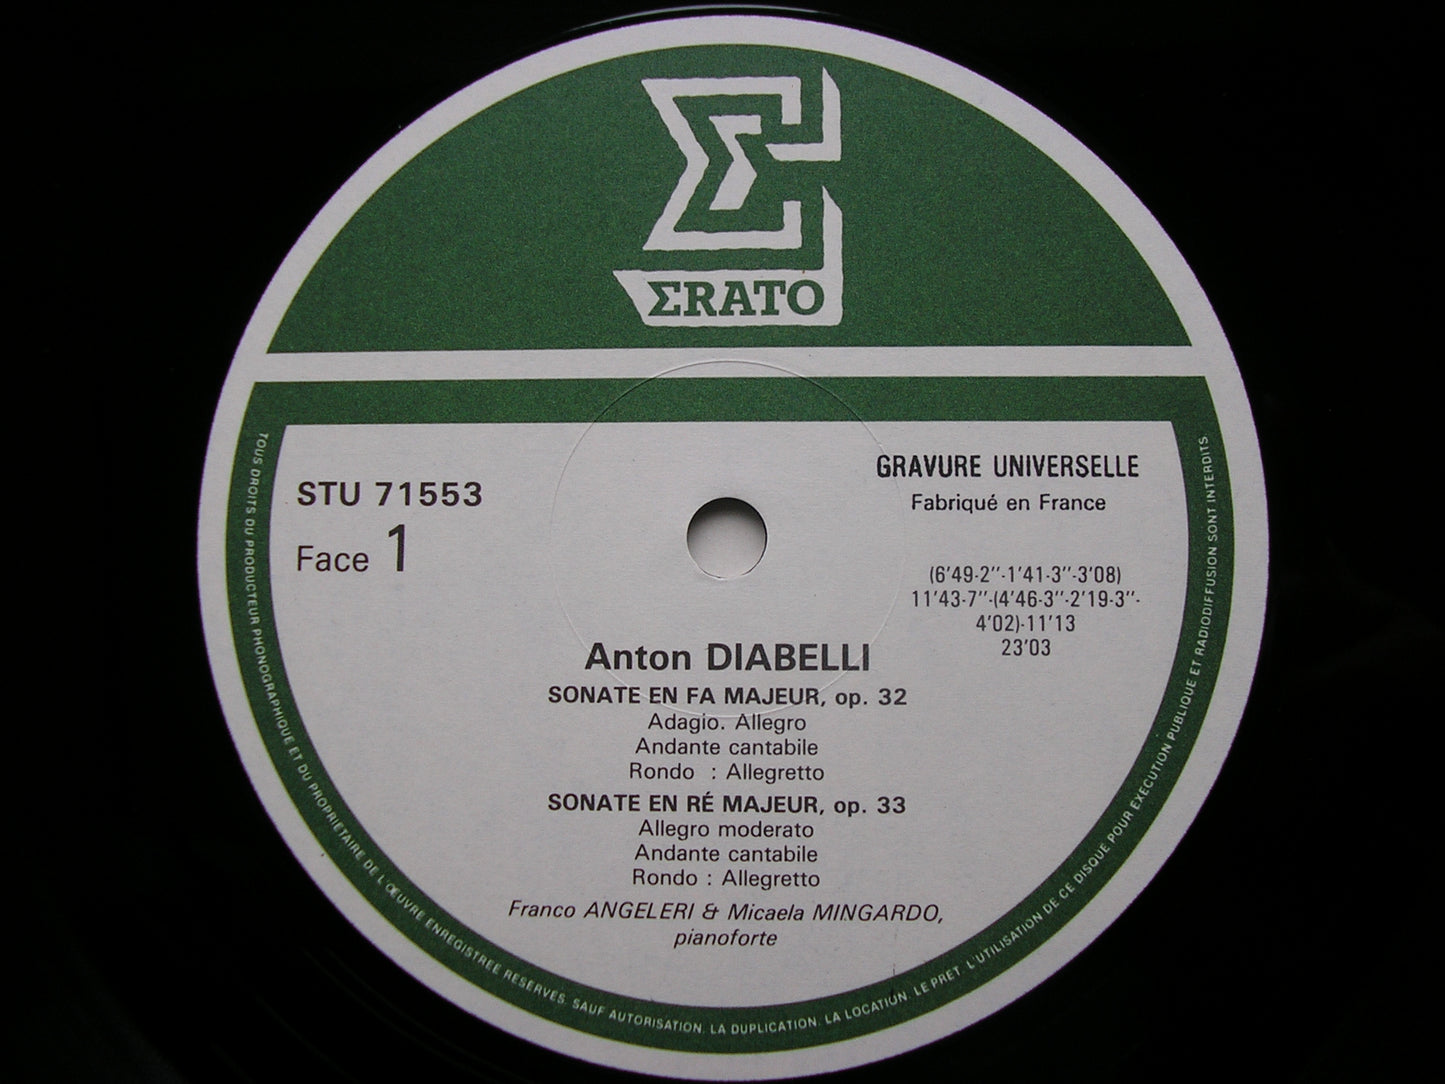 ΣRATO
STU 71553
Face 1
GRAVURE UNIVERSELLE
Fabriqué en France
(6'49-2''-1'41-3''-3'08)
11'43-7''-(4'46-3''-2'19-3''-
4'02)-11'13
23'03
Anton DIABELLI
SONATE EN FA MAJEUR, op. 32
Adagio. Allegro
Andante cantabile
Rondo : Allegretto
SONATE EN RÉ MAJEUR, op. 33
Allegro moderato
Andante cantabile
Rondo : Allegretto
Franco ANGELERI & Micaela MINGARDO,
pianoforte
TOUS DROITS DU PRODUCTEUR PHONOGRAPHIQUE ET DU PROPRIETAIRE DE L'ŒUVRE ENREGISTREE RESERVES. SAUF AUTORISATION. LA DUPLICATION. LA LOCATION. LE PRET. L'UTILISATION DE CE DISQUE POUR EXECUTION PUBLIQUE ET RADIODIFFUSION SONT INTERDITS.